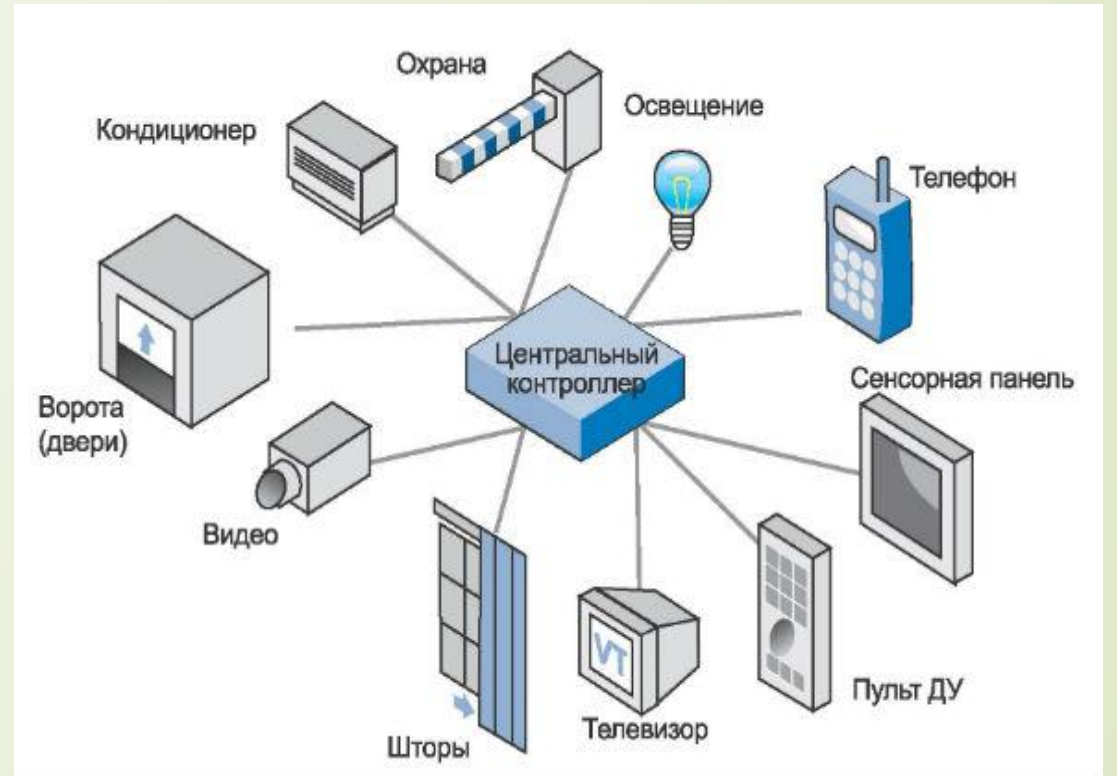 Охрана
Кондиционер
Освещение
Телефон
Центральный
контроллер
Сенсорная панель
Ворота
(двери)
Видео
VT
Пульт ДУ
Телевизор
Шторы